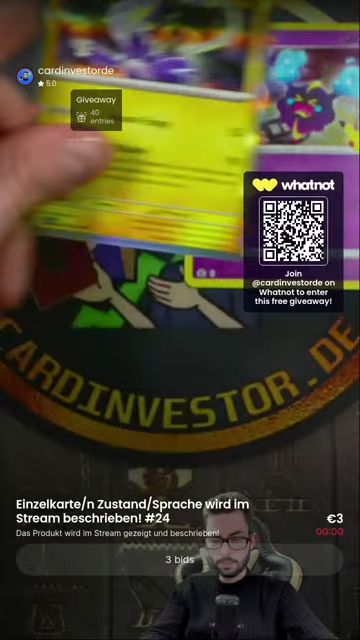 cardinvestorde
★ 5.0
Giveaway
40
entries
whatnot
Join
@cardinvestorde on
Whatnot to enter
this free giveaway!
CARDINVESTOR.DE
Einzelkarte/n Zustand/Sprache wird im
Stream beschrieben! #24
€3
Das Produkt wird im Stream gezeigt und beschrieben!
00:00
3 bids